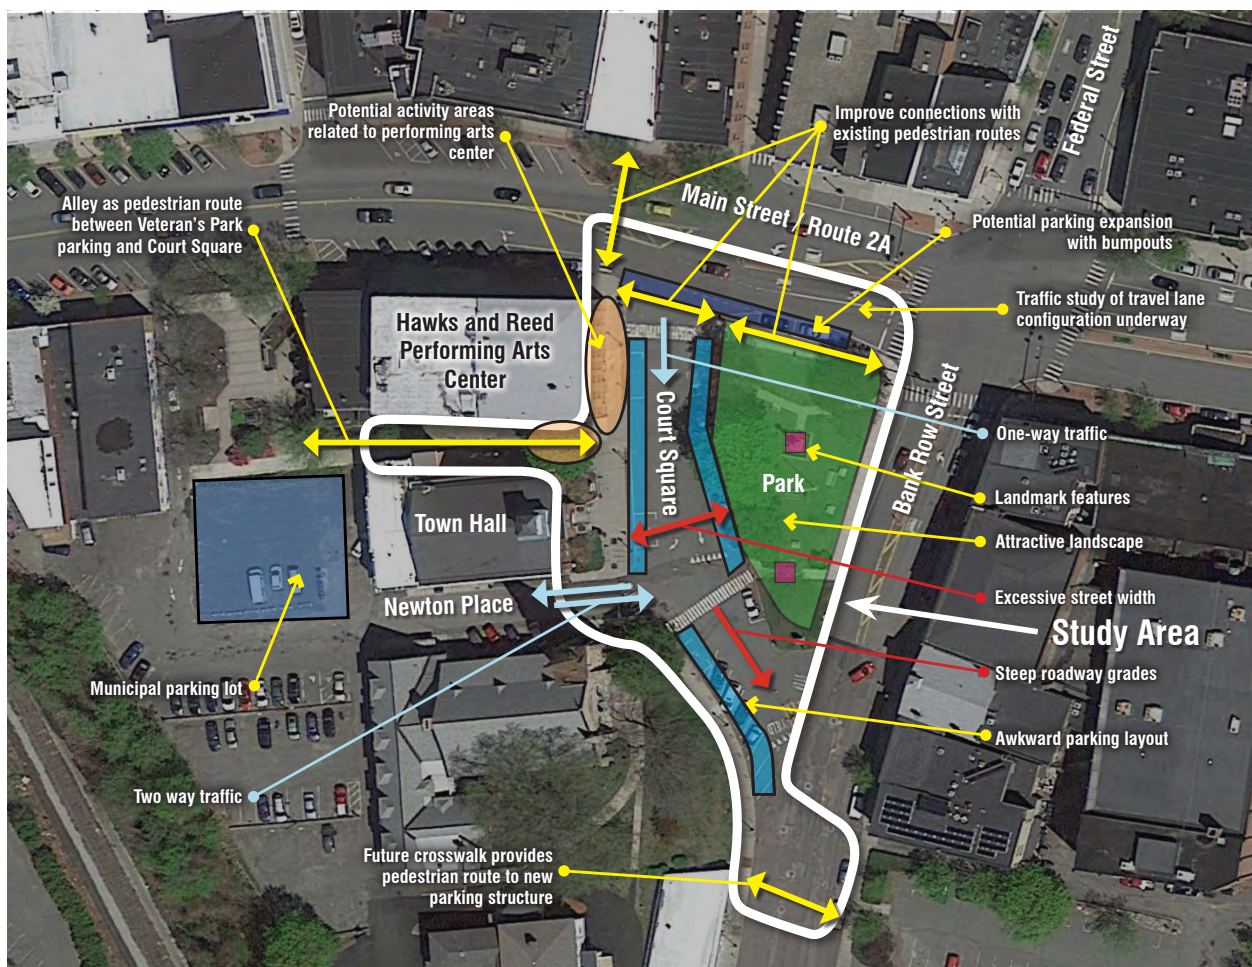 Federal Street
Potential activity areas
related to performing arts
center
Improve connections with
existing pedestrian routes
Alley as pedestrian route
between Veteran's Park
parking and Court Square
Main Street / Route 2A
Potential parking expansion
with bumpouts
Traffic study of travel lane
configuration underway
Hawks and Reed
Performing Arts
Center
Court Square
Bank Row Street
One-way traffic
Park
Landmark features
Town Hall
Attractive landscape
Newton Place
Excessive street width
Study Area
Steep roadway grades
Municipal parking lot
Awkward parking layout
Two way traffic
Future crosswalk provides
pedestrian route to new
parking structure